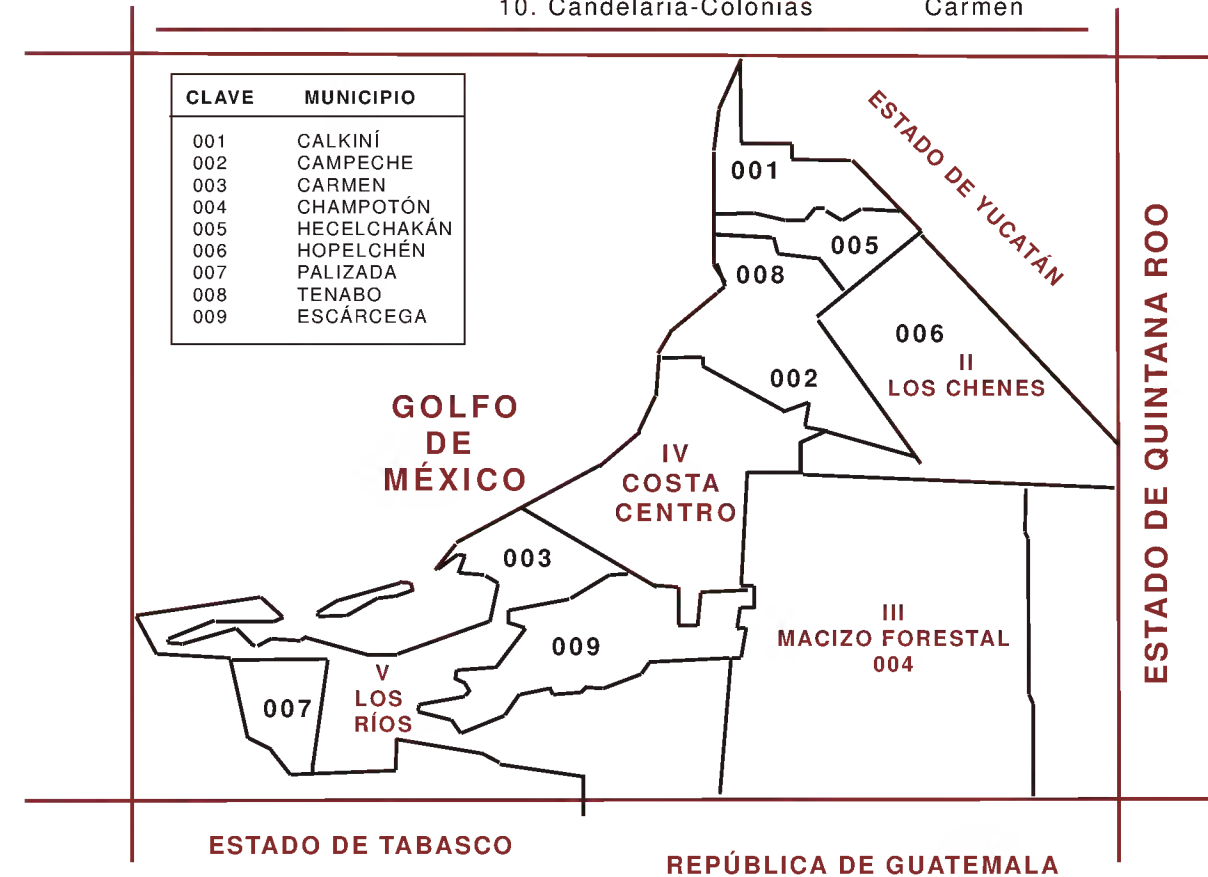 10. Candelaria-Colonias Carmen
CLAVE MUNICIPIO
001 CALKINÍ
002 CAMPECHE
003 CARMEN
004 CHAMPOTÓN
005 HECELCHAKÁN
006 HOPELCHÉN
007 PALIZADA
008 TENABO
009 ESCÁRCEGA
ESTADO DE YUCATÁN
001
005
008
006
II
LOS CHENES
002
ESTADO DE QUINTANA ROO
GOLFO
DE
MÉXICO
IV
COSTA
CENTRO
003
III
MACIZO FORESTAL
004
009
V
LOS
RÍOS
007
ESTADO DE TABASCO
REPÚBLICA DE GUATEMALA